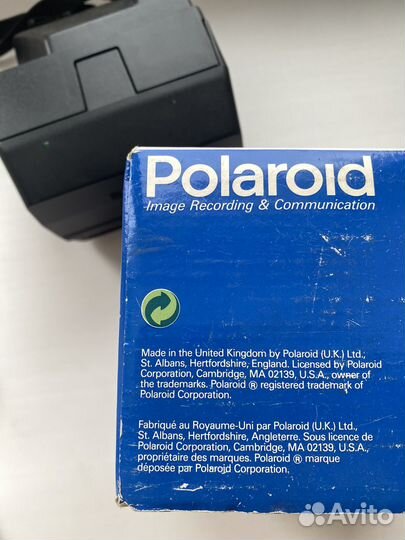 Polaroid
Image Recording & Communication
Made in the United Kingdom by Polaroid (U.K.) Ltd.,
St. Albans, Hertfordshire, England. Licensed by Polaroid
Corporation, Cambridge, MA 02139, U.S.A., owner of
the trademarks. Polaroid ® registered trademark of
Polaroid Corporation.
Fabriqué au Royaume-Uni par Polaroid (U.K.) Ltd.,
St. Albans, Hertfordshire, Angleterre. Sous licence de
Polaroid Corporation, Cambridge, MA 02139, U.S.A.,
propriétaire des marques. Polaroid ® marque
déposée par Polaroid Corporation.
Avito